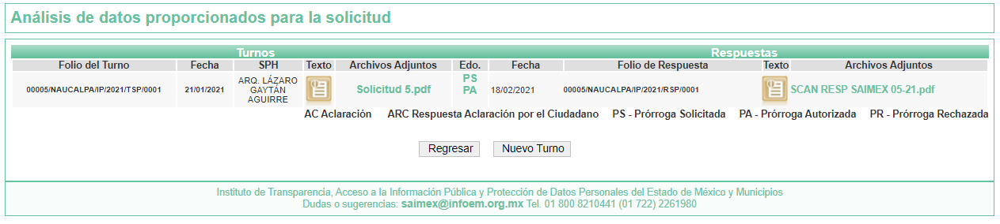 Análisis de datos proporcionados para la solicitud
Turnos Respuestas
Folio del Turno Fecha SPH Texto Archivos Adjuntos Edo. Fecha Folio de Respuesta Texto Archivos Adjuntos
00005/NAUCALPA/IP/2021/TSP/0001 21/01/2021 ARQ. LÁZARO GAYTÁN AGUIRRE Solicitud 5.pdf PS PA 18/02/2021 00005/NAUCALPA/IP/2021/RSP/0001 SCAN RESP SAIMEX 05-21.pdf
AC Aclaración ARC Respuesta Aclaración por el Ciudadano PS - Prórroga Solicitada PA - Prórroga Autorizada PR - Prórroga Rechazada
Regresar Nuevo Turno
Instituto de Transparencia, Acceso a la Información Pública y Protección de Datos Personales del Estado de México y Municipios
Dudas o sugerencias: saimex@infoem.org.mx Tel. 01 800 8210441 (01 722) 2261980